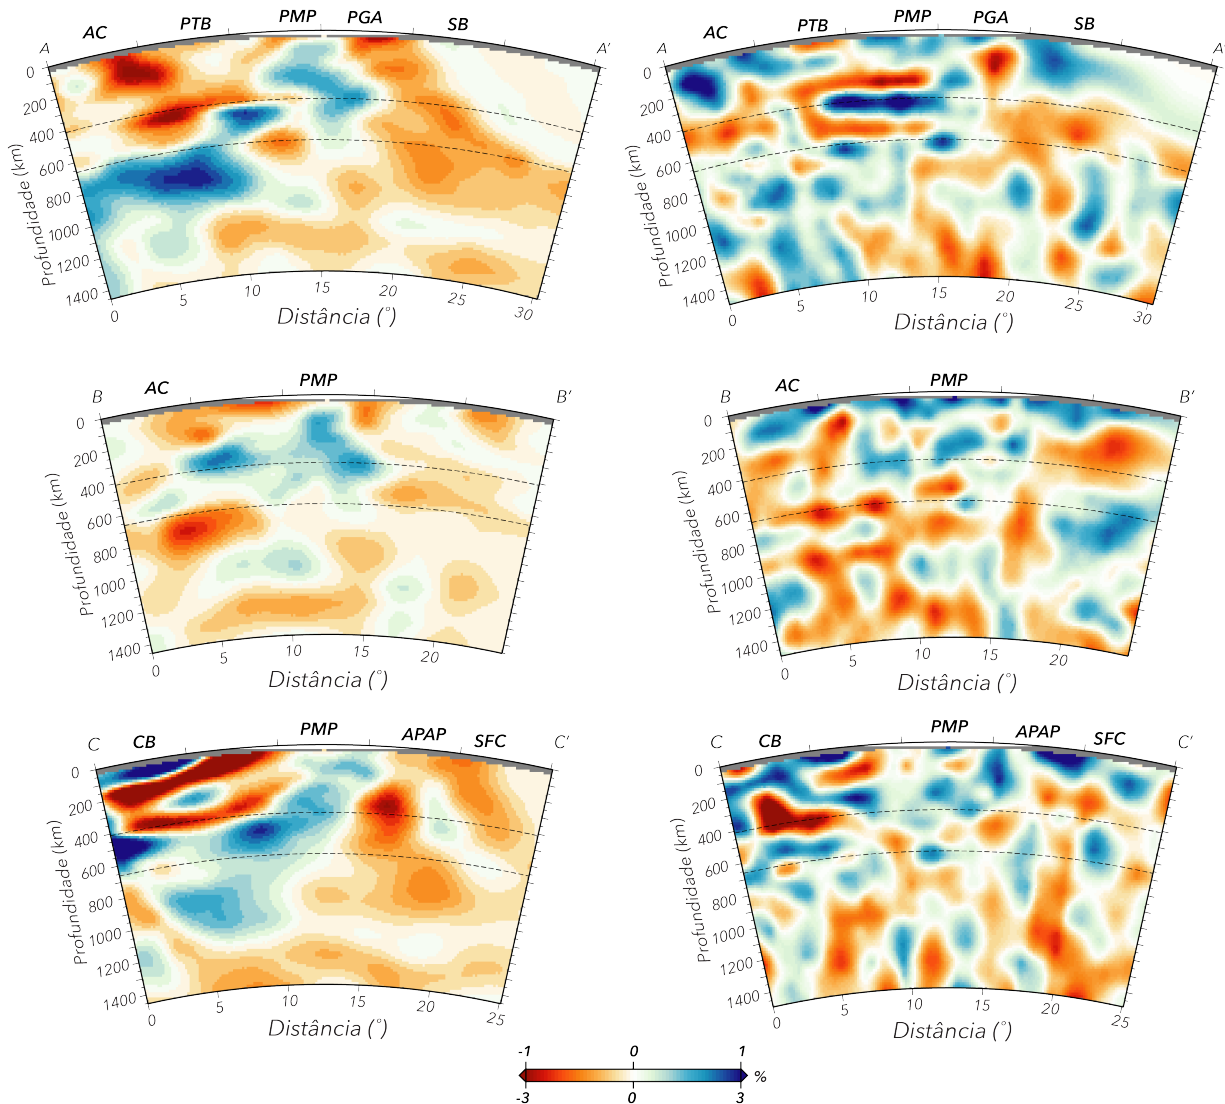 AC PTB PMP PGA SB
A A'
0
200
400
600
800
1000
1200
1400
Profundidade (km)
0 5 10 15 20 25 30
Distância (°)
AC PTB PMP PGA SB
A A'
0
200
400
600
800
1000
1200
1400
Profundidade (km)
0 5 10 15 20 25 30
Distância (°)
B AC PMP B'
0
200
400
600
800
1000
1200
1400
Profundidade (km)
0 5 10 15 20
Distância (°)
B AC PMP B'
0
200
400
600
800
1000
1200
1400
Profundidade (km)
0 5 10 15 20
Distância (°)
C CB PMP APAP SFC C'
0
200
400
600
800
1000
1200
1400
Profundidade (km)
0 5 10 15 20 25
Distância (°)
C CB PMP APAP SFC C'
0
200
400
600
800
1000
1200
1400
Profundidade (km)
0 5 10 15 20 25
Distância (°)
-1 0 1
%
-3 0 3